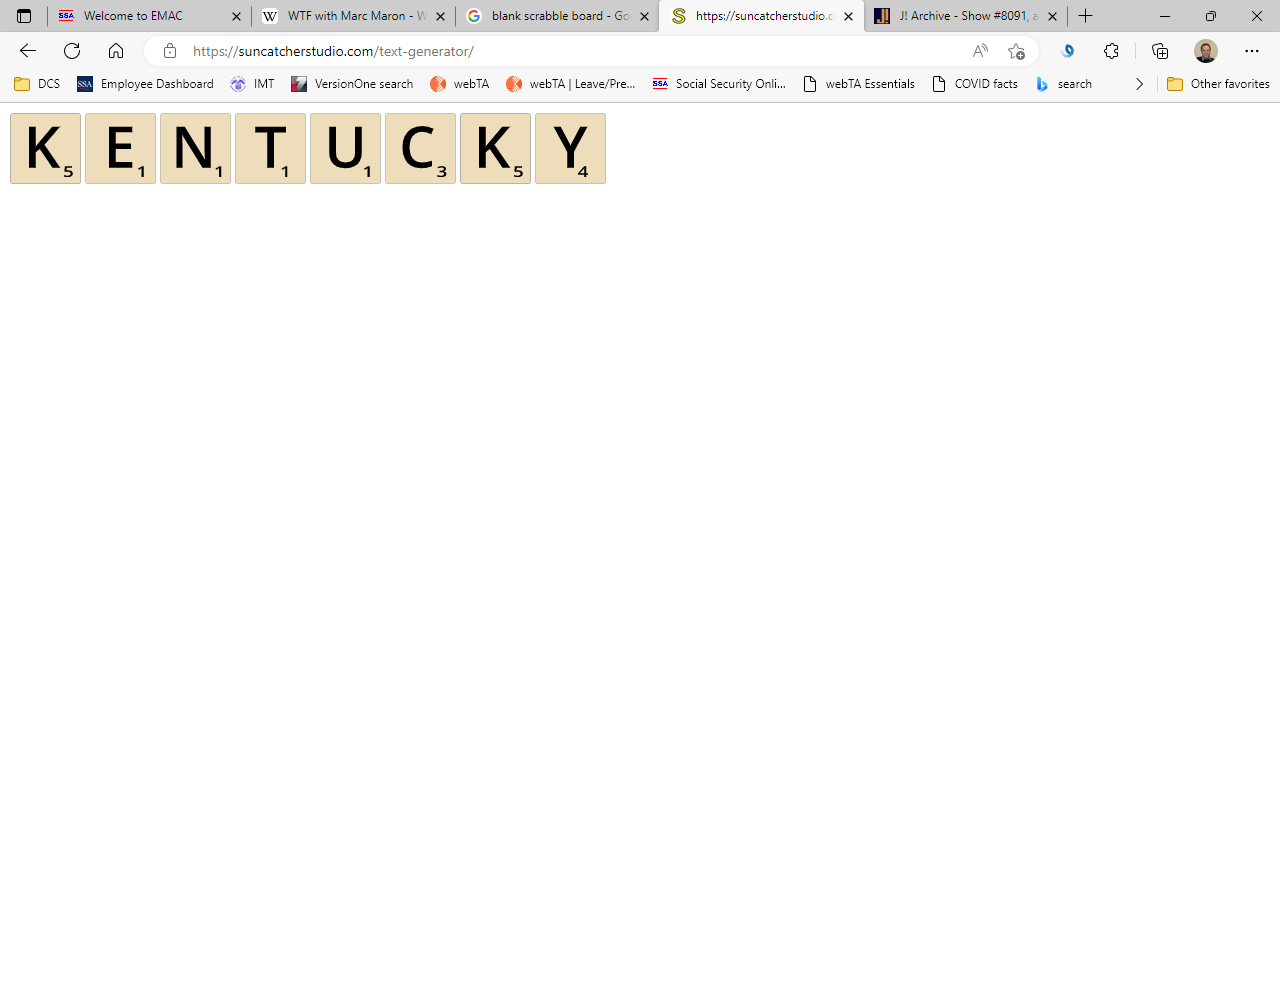 Welcome to EMAC
WTF with Marc Maron - W
blank scrabble board - Go
https://suncatcherstudio.c
J! Archive - Show #8091, a
https://suncatcherstudio.com/text-generator/
DCS
SSA Employee Dashboard
IMT
VersionOne search
webTA
webTA | Leave/Pre...
SSA Social Security Onli...
webTA Essentials
COVID facts
search
Other favorites
K5 E1 N1 T1 U1 C3 K5 Y4